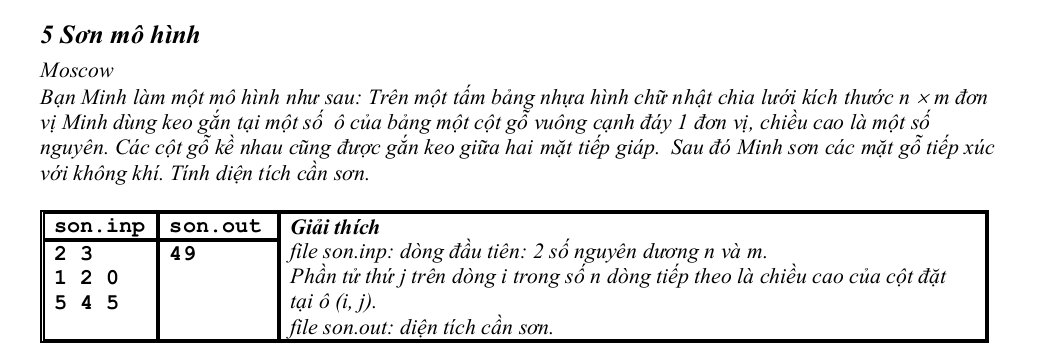 5 Sơn mô hình
Moscow
Bạn Minh làm một mô hình như sau: Trên một tấm bảng nhựa hình chữ nhật chia lưới kích thước n × m đơn
vị Minh dùng keo gắn tại một số ô của bảng một cột gỗ vuông cạnh đáy 1 đơn vị, chiều cao là một số
nguyên. Các cột gỗ kề nhau cũng được gắn keo giữa hai mặt tiếp giáp. Sau đó Minh sơn các mặt gỗ tiếp xúc
với không khí. Tính diện tích cần sơn.
son.inp son.out Giải thích
2 3 49 file son.inp: dòng đầu tiên: 2 số nguyên dương n và m.
1 2 0 Phần tử thứ j trên dòng i trong số n dòng tiếp theo là chiều cao của cột đặt
5 4 5 tại ô (i, j).
file son.out: diện tích cần sơn.